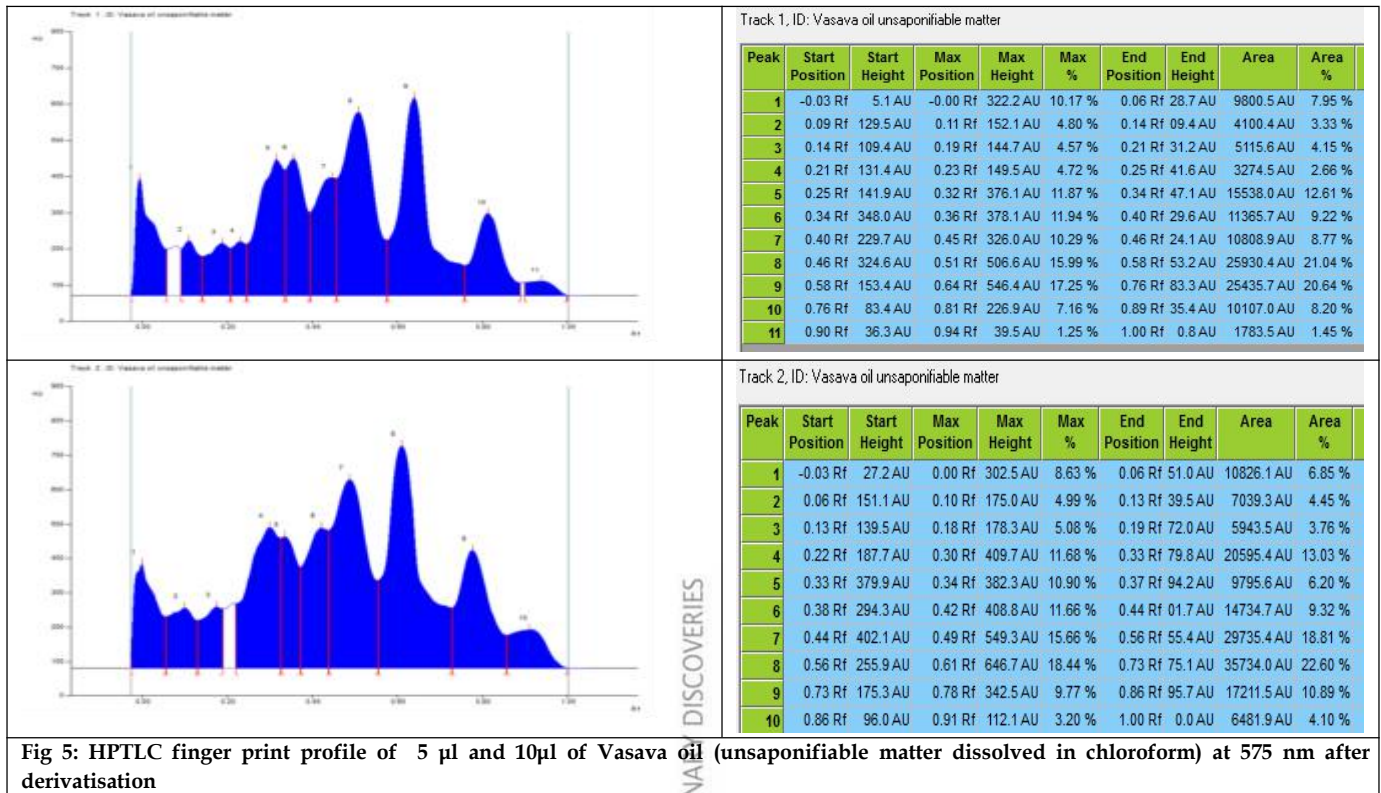 Track 1, ID: Vasava oil unsaponifiable matter
Track 1, ID: Vasava oil unsaponifiable matter
Peak Start Position Start Height Max Position Max Height Max % End Position End Height Area Area %
1 -0.03 Rf 5.1 AU -0.00 Rf 322.2 AU 10.17 % 0.06 Rf 28.7 AU 9800.5 AU 7.95 %
2 0.09 Rf 129.5 AU 0.11 Rf 152.1 AU 4.80 % 0.14 Rf 09.4 AU 4100.4 AU 3.33 %
3 0.14 Rf 109.4 AU 0.19 Rf 144.7 AU 4.57 % 0.21 Rf 31.2 AU 5115.6 AU 4.15 %
4 0.21 Rf 131.4 AU 0.23 Rf 149.5 AU 4.72 % 0.25 Rf 41.6 AU 3274.5 AU 2.66 %
5 0.25 Rf 141.9 AU 0.32 Rf 376.1 AU 11.87 % 0.34 Rf 47.1 AU 15538.0 AU 12.61 %
6 0.34 Rf 348.0 AU 0.36 Rf 378.1 AU 11.94 % 0.40 Rf 29.6 AU 11365.7 AU 9.22 %
7 0.40 Rf 229.7 AU 0.45 Rf 326.0 AU 10.29 % 0.46 Rf 24.1 AU 10808.9 AU 8.77 %
8 0.46 Rf 324.6 AU 0.51 Rf 506.6 AU 15.99 % 0.58 Rf 53.2 AU 25930.4 AU 21.04 %
9 0.58 Rf 153.4 AU 0.64 Rf 546.4 AU 17.25 % 0.76 Rf 83.3 AU 25435.7 AU 20.64 %
10 0.76 Rf 83.4 AU 0.81 Rf 226.9 AU 7.16 % 0.89 Rf 35.4 AU 10107.0 AU 8.20 %
11 0.90 Rf 36.3 AU 0.94 Rf 39.5 AU 1.25 % 1.00 Rf 0.8 AU 1783.5 AU 1.45 %
Track 2, ID: Vasava oil unsaponifiable matter
Track 2, ID: Vasava oil unsaponifiable matter
Peak Start Position Start Height Max Position Max Height Max % End Position End Height Area Area %
1 -0.03 Rf 27.2 AU 0.00 Rf 302.5 AU 8.63 % 0.06 Rf 51.0 AU 10826.1 AU 6.85 %
2 0.06 Rf 151.1 AU 0.10 Rf 175.0 AU 4.99 % 0.13 Rf 39.5 AU 7039.3 AU 4.45 %
3 0.13 Rf 139.5 AU 0.18 Rf 178.3 AU 5.08 % 0.19 Rf 72.0 AU 5943.5 AU 3.76 %
4 0.22 Rf 187.7 AU 0.30 Rf 409.7 AU 11.68 % 0.33 Rf 79.8 AU 20595.4 AU 13.03 %
5 0.33 Rf 379.9 AU 0.34 Rf 382.3 AU 10.90 % 0.37 Rf 94.2 AU 9795.6 AU 6.20 %
6 0.38 Rf 294.3 AU 0.42 Rf 408.8 AU 11.66 % 0.44 Rf 01.7 AU 14734.7 AU 9.32 %
7 0.44 Rf 402.1 AU 0.49 Rf 549.3 AU 15.66 % 0.56 Rf 55.4 AU 29735.4 AU 18.81 %
8 0.56 Rf 255.9 AU 0.61 Rf 646.7 AU 18.44 % 0.73 Rf 75.1 AU 35734.0 AU 22.60 %
9 0.73 Rf 175.3 AU 0.78 Rf 342.5 AU 9.77 % 0.86 Rf 95.7 AU 17211.5 AU 10.89 %
10 0.86 Rf 96.0 AU 0.91 Rf 112.1 AU 3.20 % 1.00 Rf 0.0 AU 6481.9 AU 4.10 %
NARY DISCOVERIES
Fig 5: HPTLC finger print profile of 5 µl and 10µl of Vasava oil (unsaponifiable matter dissolved in chloroform) at 575 nm after
derivatisation